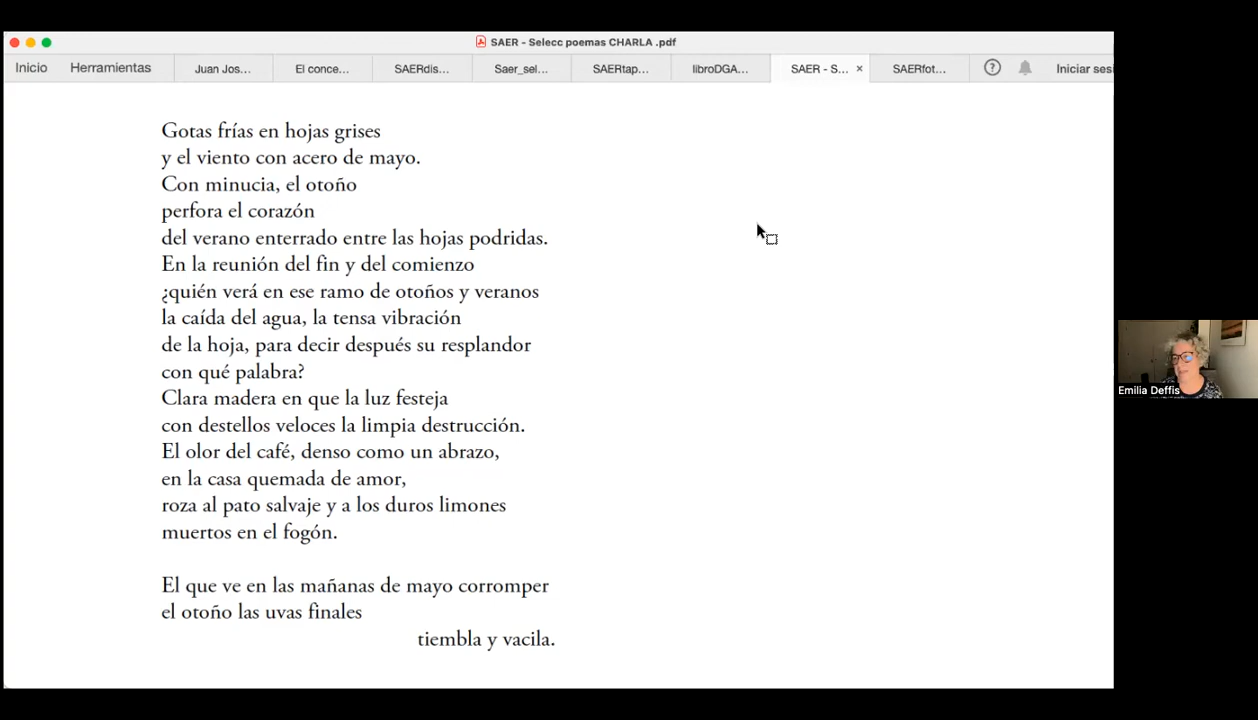 SAER - Selecc poemas CHARLA .pdf
Inicio Herramientas Juan Jos... El conce... SAERdis... Saer_sel... SAERtap... libroDGA... SAER - S... × SAERfot... ? Iniciar sesi
Gotas frías en hojas grises
y el viento con acero de mayo.
Con minucia, el otoño
perfora el corazón
del verano enterrado entre las hojas podridas.
En la reunión del fin y del comienzo
¿quién verá en ese ramo de otoños y veranos
la caída del agua, la tensa vibración
de la hoja, para decir después su resplandor
con qué palabra?
Clara madera en que la luz festeja
con destellos veloces la limpia destrucción.
El olor del café, denso como un abrazo,
en la casa quemada de amor,
roza al pato salvaje y a los duros limones
muertos en el fogón.
El que ve en las mañanas de mayo corromper
el otoño las uvas finales
tiembla y vacila.
Emilia Deffis